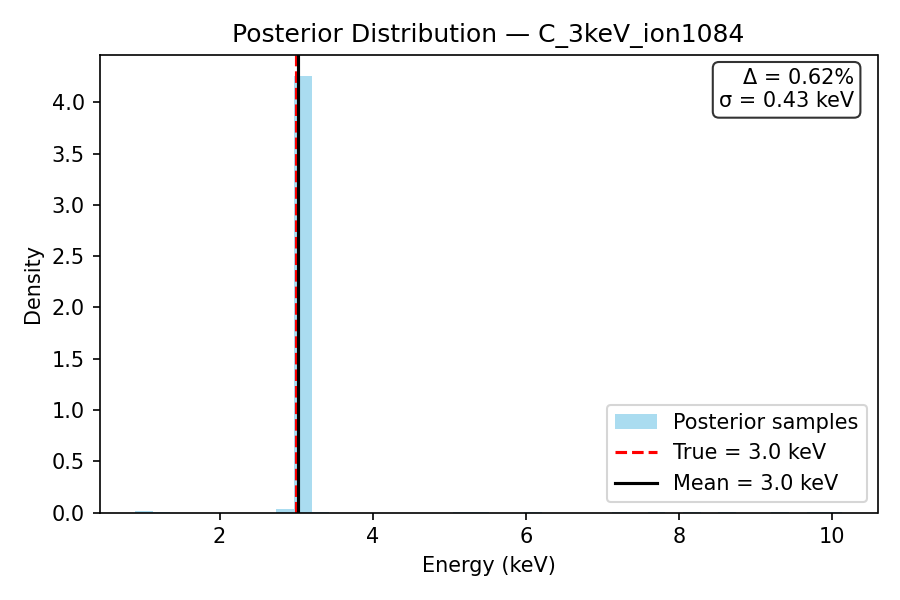 Posterior Distribution — C_3keV_ion1084
Δ = 0.62%
σ = 0.43 keV
4.0
3.5
3.0
2.5
2.0
1.5
1.0
0.5
0.0
Density
Posterior samples
True = 3.0 keV
Mean = 3.0 keV
2
4
6
8
10
Energy (keV)